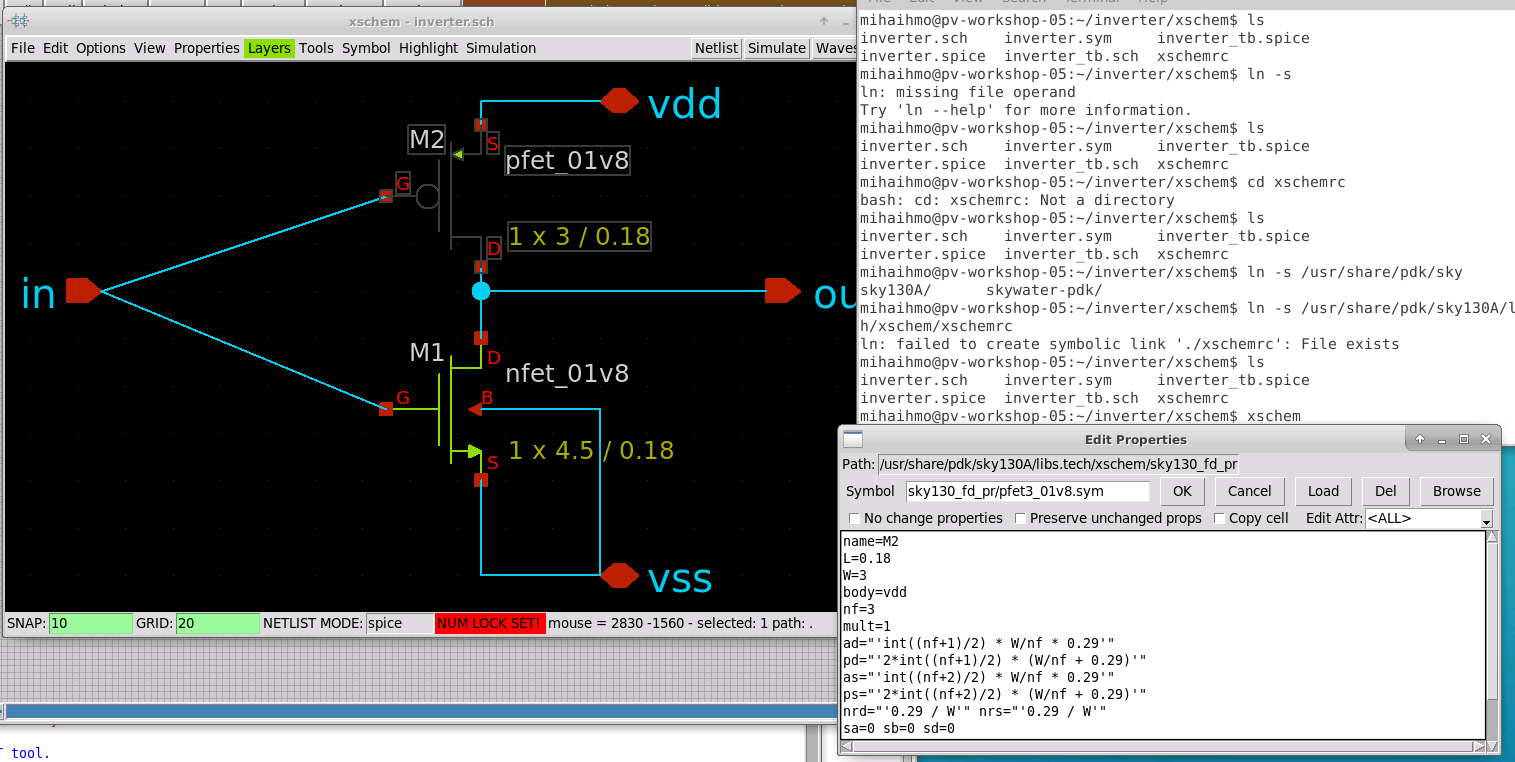 xschem - inverter.sch
File Edit Options View Properties Layers Tools Symbol Highlight Simulation Netlist Simulate Waves
vdd
M2
S
pfet_01v8
G
1 x 3 / 0.18
D
in
ou
M1
D
nfet_01v8
G
B
1 x 4.5 / 0.18
S
vss
SNAP: 10 GRID: 20 NETLIST MODE: spice NUM LOCK SET! mouse = 2830 -1560 - selected: 1 path: .
tool.
mihaihmo@pv-workshop-05:~/inverter/xschem$ ls
inverter.sch inverter.sym inverter_tb.spice
inverter.spice inverter_tb.sch xschemrc
mihaihmo@pv-workshop-05:~/inverter/xschem$ ln -s
ln: missing file operand
Try 'ln --help' for more information.
mihaihmo@pv-workshop-05:~/inverter/xschem$ ls
inverter.sch inverter.sym inverter_tb.spice
inverter.spice inverter_tb.sch xschemrc
mihaihmo@pv-workshop-05:~/inverter/xschem$ cd xschemrc
bash: cd: xschemrc: Not a directory
mihaihmo@pv-workshop-05:~/inverter/xschem$ ls
inverter.sch inverter.sym inverter_tb.spice
inverter.spice inverter_tb.sch xschemrc
mihaihmo@pv-workshop-05:~/inverter/xschem$ ln -s /usr/share/pdk/sky
sky130A/ skywater-pdk/
mihaihmo@pv-workshop-05:~/inverter/xschem$ ln -s /usr/share/pdk/sky130A/l
h/xschem/xschemrc
ln: failed to create symbolic link './xschemrc': File exists
mihaihmo@pv-workshop-05:~/inverter/xschem$ ls
inverter.sch inverter.sym inverter_tb.spice
inverter.spice inverter_tb.sch xschemrc
mihaihmo@pv-workshop-05:~/inverter/xschem$ xschem
Edit Properties
Path: /usr/share/pdk/sky130A/libs.tech/xschem/sky130_fd_pr
Symbol sky130_fd_pr/pfet3_01v8.sym OK Cancel Load Del Browse
No change properties Preserve unchanged props Copy cell Edit Attr: <ALL>
name=M2
L=0.18
W=3
body=vdd
nf=3
mult=1
ad="'int((nf+1)/2) * W/nf * 0.29'"
pd="'2*int((nf+1)/2) * (W/nf + 0.29)'"
as="'int((nf+2)/2) * W/nf * 0.29'"
ps="'2*int((nf+2)/2) * (W/nf + 0.29)'"
nrd="'0.29 / W'" nrs="'0.29 / W'"
sa=0 sb=0 sd=0